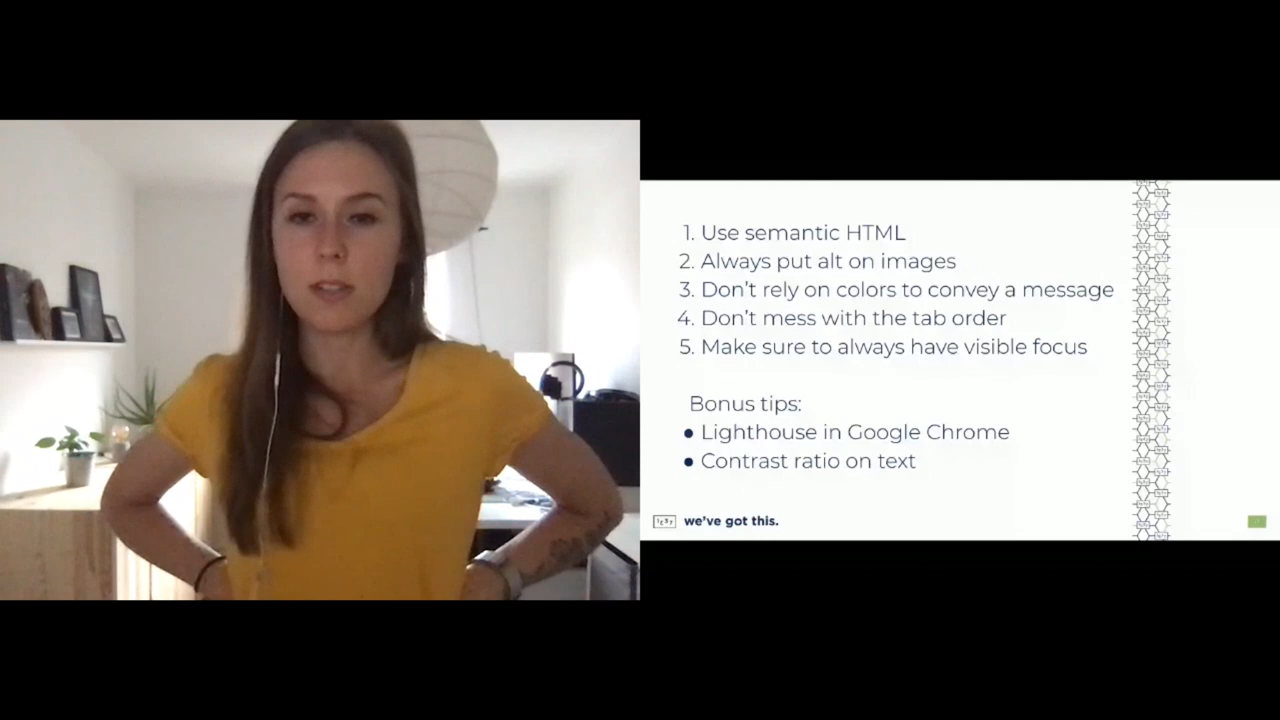 1. Use semantic HTML
2. Always put alt on images
3. Don't rely on colors to convey a message
4. Don't mess with the tab order
5. Make sure to always have visible focus
Bonus tips:
● Lighthouse in Google Chrome
● Contrast ratio on text
we've got this.